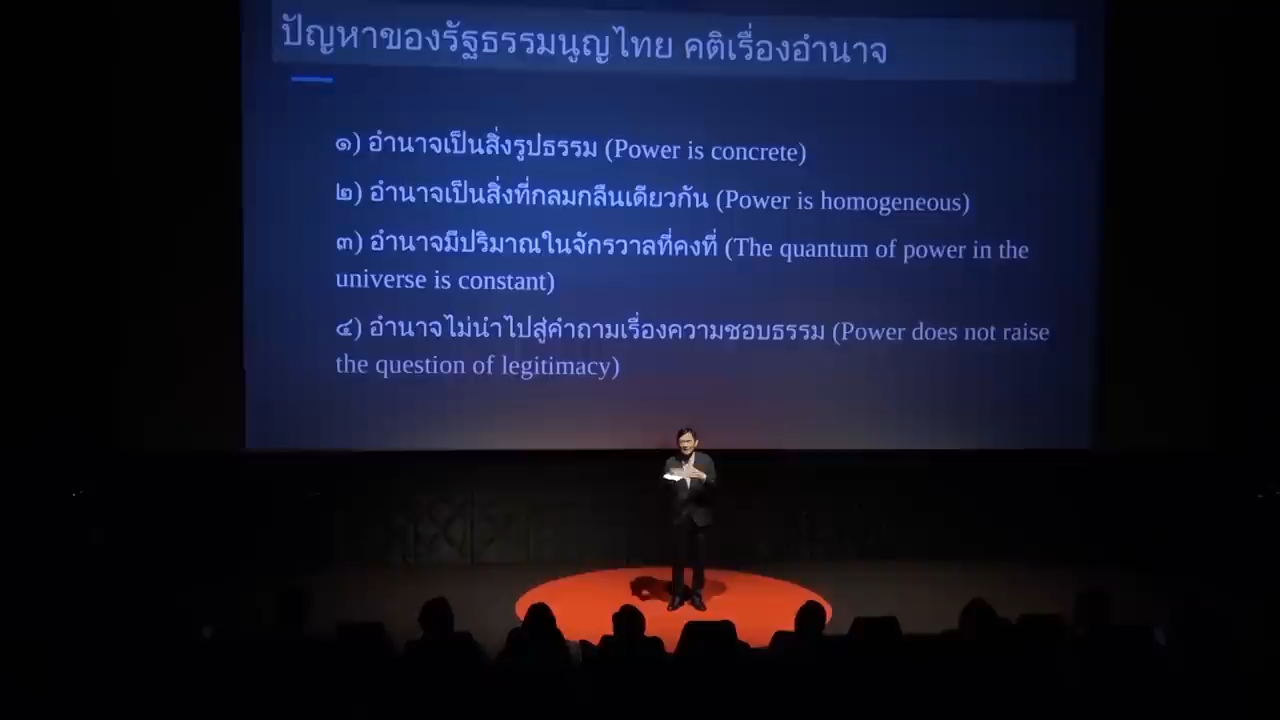 ปัญหาของรัฐธรรมนูญไทย คติเรื่องอำนาจ
๑) อำนาจเป็นสิ่งรูปธรรม (Power is concrete)
๒) อำนาจเป็นสิ่งที่กลมกลืนเดียวกัน (Power is homogeneous)
๓) อำนาจมีปริมาณในจักรวาลที่คงที่ (The quantum of power in the
universe is constant)
๔) อำนาจไม่นำไปสู่คำถามเรื่องความชอบธรรม (Power does not raise
the question of legitimacy)